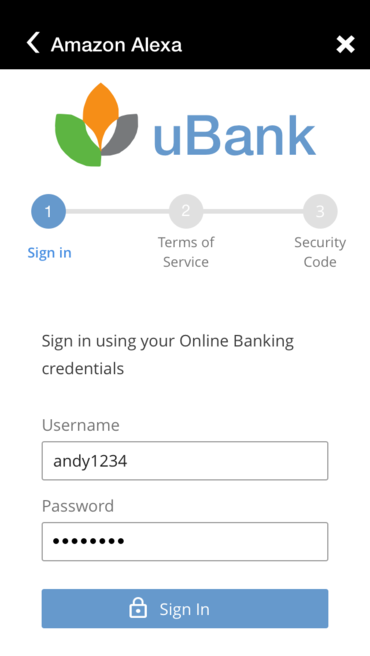 Amazon Alexa
uBank
1 2 3
Sign in Terms of Service Security Code
Sign in using your Online Banking
credentials
Username
andy1234
Password
••••••••
Sign In